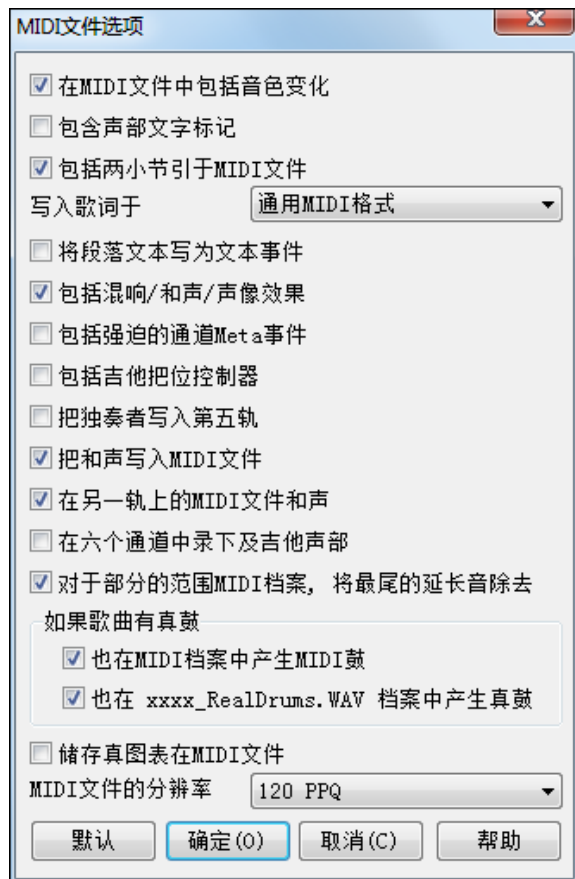 MIDI文件选项
在MIDI文件中包括音色变化
包含声部文字标记
包括两小节引于MIDI文件
写入歌词于 通用MIDI格式
将段落文本写为文本事件
包括混响/和声/声像效果
包括强迫的通道Meta事件
包括吉他把位控制器
把独奏者写入第五轨
把和声写入MIDI文件
在另一轨上的MIDI文件和声
在六个通道中录下及吉他声部
对于部分的范围MIDI档案, 将最尾的延长音除去
如果歌曲有真鼓
也在MIDI档案中产生MIDI鼓
也在 xxxx_RealDrums.WAV 档案中产生真鼓
储存真图表在MIDI文件
MIDI文件的分辨率 120 PPQ
默认 确定(O) 取消(C) 帮助